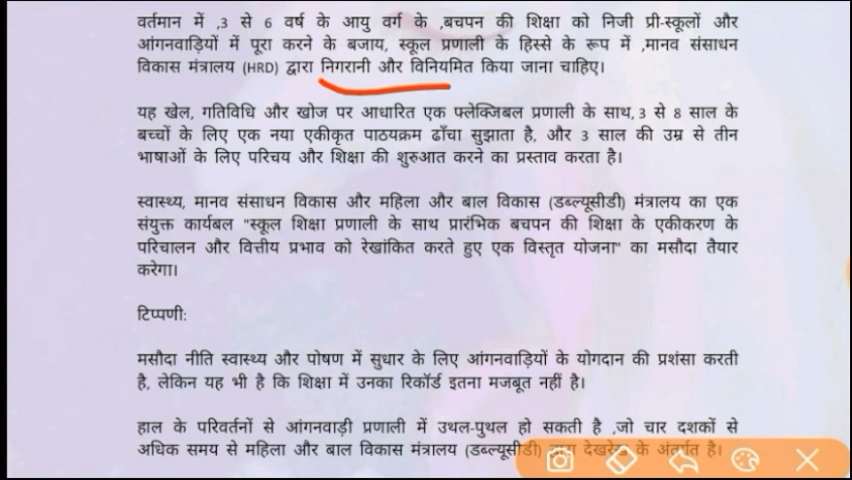 वर्तमान में ,3 से 6 वर्ष के आयु वर्ग के ,बचपन की शिक्षा को निजी प्री-स्कूलों और
आंगनवाड़ियों में पूरा करने के बजाय, स्कूल प्रणाली के हिस्से के रूप में ,मानव संसाधन
विकास मंत्रालय (HRD) द्वारा निगरानी और विनियमित किया जाना चाहिए।
यह खेल, गतिविधि और खोज पर आधारित एक फ्लेक्जिबल प्रणाली के साथ, 3 से 8 साल के
बच्चों के लिए एक नया एकीकृत पाठयक्रम ढाँचा सुझाता है, और 3 साल की उम्र से तीन
भाषाओं के लिए परिचय और शिक्षा की शुरुआत करने का प्रस्ताव करता है।
स्वास्थ्य, मानव संसाधन विकास और महिला और बाल विकास (डब्ल्यूसीडी) मंत्रालय का एक
संयुक्त कार्यबल "स्कूल शिक्षा प्रणाली के साथ प्रारंभिक बचपन की शिक्षा के एकीकरण के
परिचालन और वित्तीय प्रभाव को रेखांकित करते हुए एक विस्तृत योजना" का मसौदा तैयार
करेगा।
टिप्पणी:
मसौदा नीति स्वास्थ्य और पोषण में सुधार के लिए आंगनवाड़ियों के योगदान की प्रशंसा करती
है, लेकिन यह भी है कि शिक्षा में उनका रिकॉर्ड इतना मजबूत नहीं है।
हाल के परिवर्तनों से आंगनवाड़ी प्रणाली में उथल-पुथल हो सकती है ,जो चार दशकों से
अधिक समय से महिला और बाल विकास मंत्रालय (डब्ल्यूसीडी) द्वारा देखरेख के अंतर्गत है।